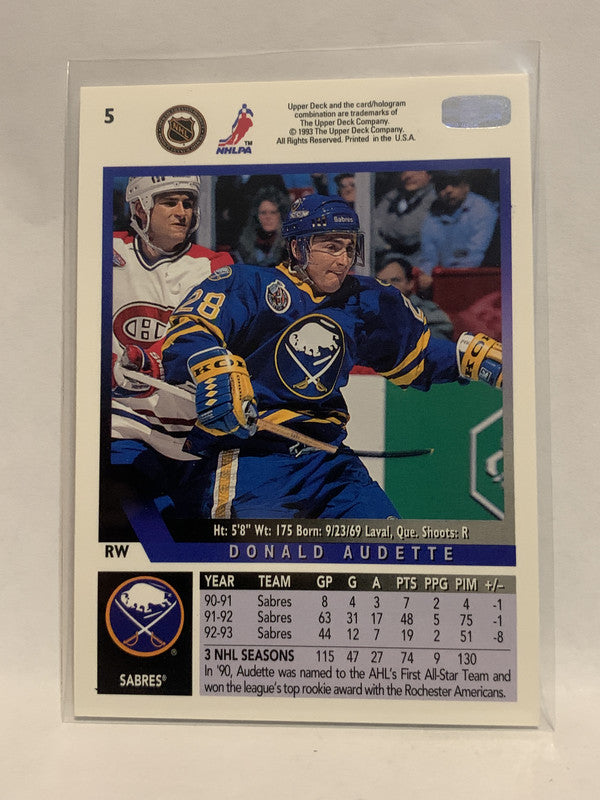 5
NHL
NHLPA
TM
Upper Deck and the card/hologram
combination are trademarks of
The Upper Deck Company.
© 1993 The Upper Deck Company.
All Rights Reserved. Printed in the U.S.A.
Sabres
28
KOHO
Ht: 5'8" Wt: 175 Born: 9/23/69 Laval, Que. Shoots: R
RW
DONALD AUDETTE
YEAR TEAM GP G A PTS PPG PIM +/–
90-91 Sabres 8 4 3 7 2 4 -1
91-92 Sabres 63 31 17 48 5 75 -1
92-93 Sabres 44 12 7 19 2 51 -8
3 NHL SEASONS 115 47 27 74 9 130
In '90, Audette was named to the AHL's First All-Star Team and
won the league's top rookie award with the Rochester Americans.
SABRES®
®